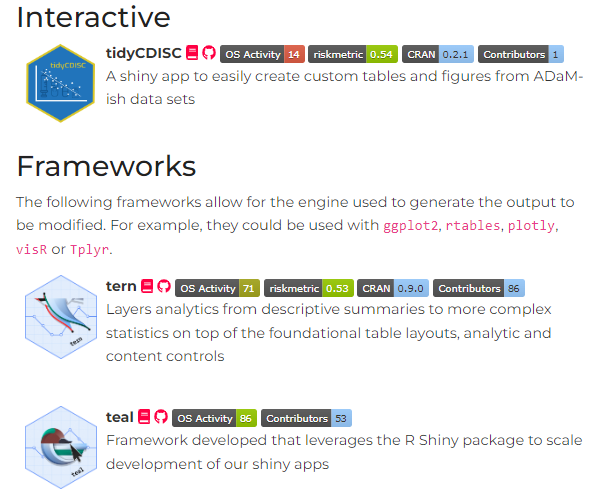 Interactive
tidyCDISC
tidyCDISC OS Activity 14 riskmetric 0.54 CRAN 0.2.1 Contributors 1
A shiny app to easily create custom tables and figures from ADaM-
ish data sets
Frameworks
The following frameworks allow for the engine used to generate the output to
be modified. For example, they could be used with ggplot2, rtables, plotly,
visR or Tplyr.
tern OS Activity 71 riskmetric 0.53 CRAN 0.9.0 Contributors 86
Layers analytics from descriptive summaries to more complex
statistics on top of the foundational table layouts, analytic and
content controls
tern
teal OS Activity 86 Contributors 53
Framework developed that leverages the R Shiny package to scale
development of our shiny apps
teal